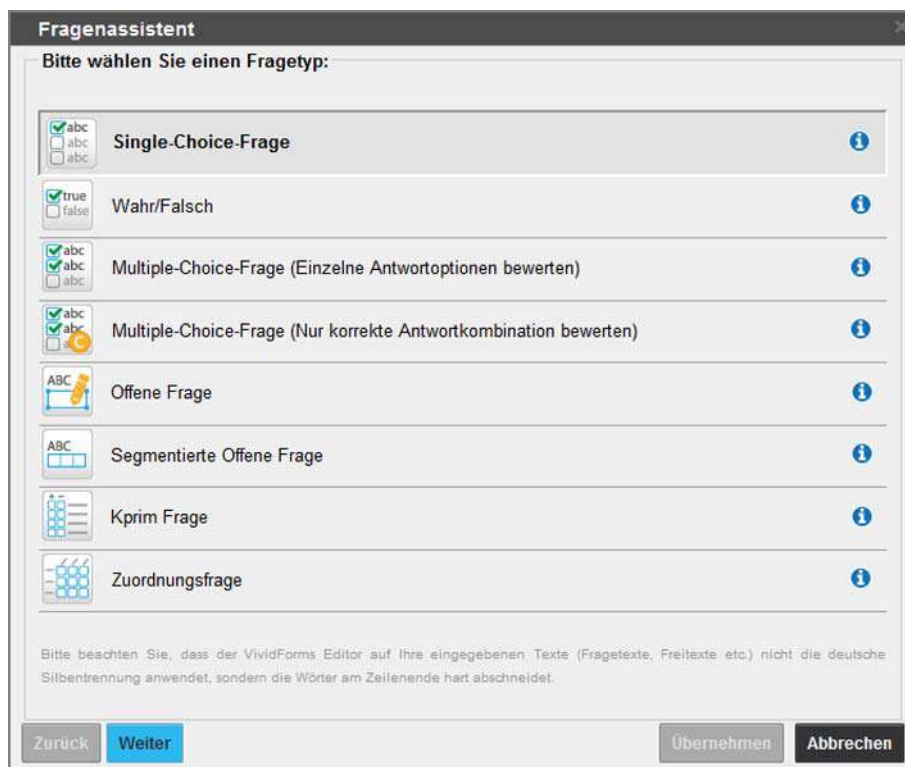 Fragenassistent
Bitte wählen Sie einen Fragetyp:
abc
abc
abc
Single-Choice-Frage
true
false
Wahr/Falsch
abc
abc
abc
Multiple-Choice-Frage (Einzelne Antwortoptionen bewerten)
abc
abc
C
Multiple-Choice-Frage (Nur korrekte Antwortkombination bewerten)
ABC
Offene Frage
ABC
Segmentierte Offene Frage
+ -
Kprim Frage
Zuordnungsfrage
Bitte beachten Sie, dass der VividForms Editor auf Ihre eingegebenen Texte (Fragetexte, Freitexte etc.) nicht die deutsche
Silbentrennung anwendet, sondern die Wörter am Zeilenende hart abschneidet.
Zurück Weiter Übernehmen Abbrechen